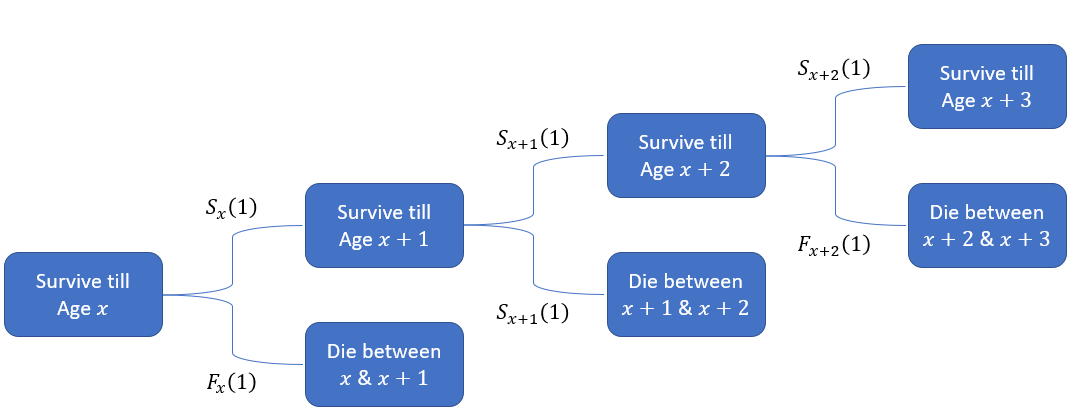 Survive till
Age x
S_x(1)
F_x(1)
Survive till
Age x + 1
Die between
x & x + 1
S_{x+1}(1)
S_{x+1}(1)
Survive till
Age x + 2
Die between
x + 1 & x + 2
S_{x+2}(1)
F_{x+2}(1)
Survive till
Age x + 3
Die between
x + 2 & x + 3